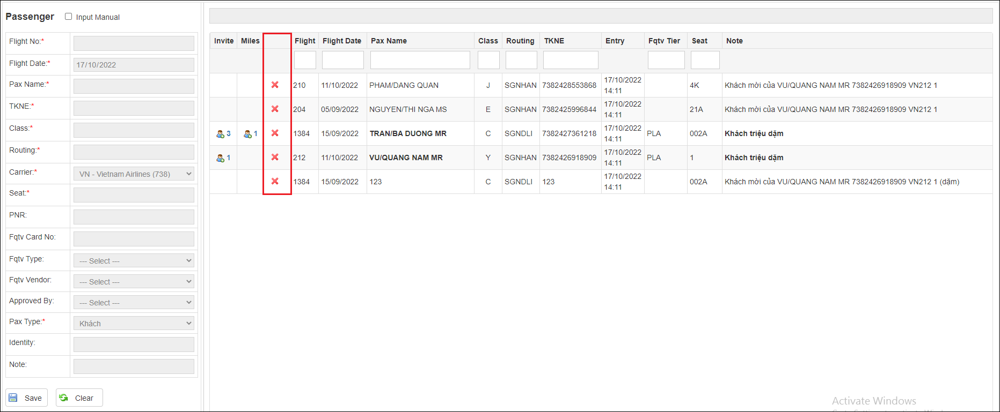 Passenger Input Manual
Flight No:*
Flight Date:* 17/10/2022
Pax Name:*
TKNE:*
Class:*
Routing:*
Carrier:* VN - Vietnam Airlines (738)
Seat:*
PNR:
Fqtv Card No:
Fqtv Type: --- Select ---
Fqtv Vendor: --- Select ---
Approved By: --- Select ---
Pax Type:* Khách
Identity:
Note:
Save Clear
Invite Miles Flight Flight Date Pax Name Class Routing TKNE Entry Fqtv Tier Seat Note
210 11/10/2022 PHAM/DANG QUAN J SGNHAN 7382428553868 17/10/2022 14:11 4K Khách mời của VU/QUANG NAM MR 7382426918909 VN212 1
204 05/09/2022 NGUYEN/THI NGA MS E SGNHAN 7382425996844 17/10/2022 14:11 21A Khách mời của VU/QUANG NAM MR 7382426918909 VN212 1
3 1 1384 15/09/2022 TRAN/BA DUONG MR C SGNDLI 7382427361218 17/10/2022 14:11 PLA 002A Khách triệu dặm
1 212 11/10/2022 VU/QUANG NAM MR Y SGNHAN 7382426918909 17/10/2022 14:11 PLA 1 Khách triệu dặm
1384 15/09/2022 123 C SGNDLI 123 17/10/2022 14:11 002A Khách mời của VU/QUANG NAM MR 7382426918909 VN212 1 (dặm)
Activate Windows